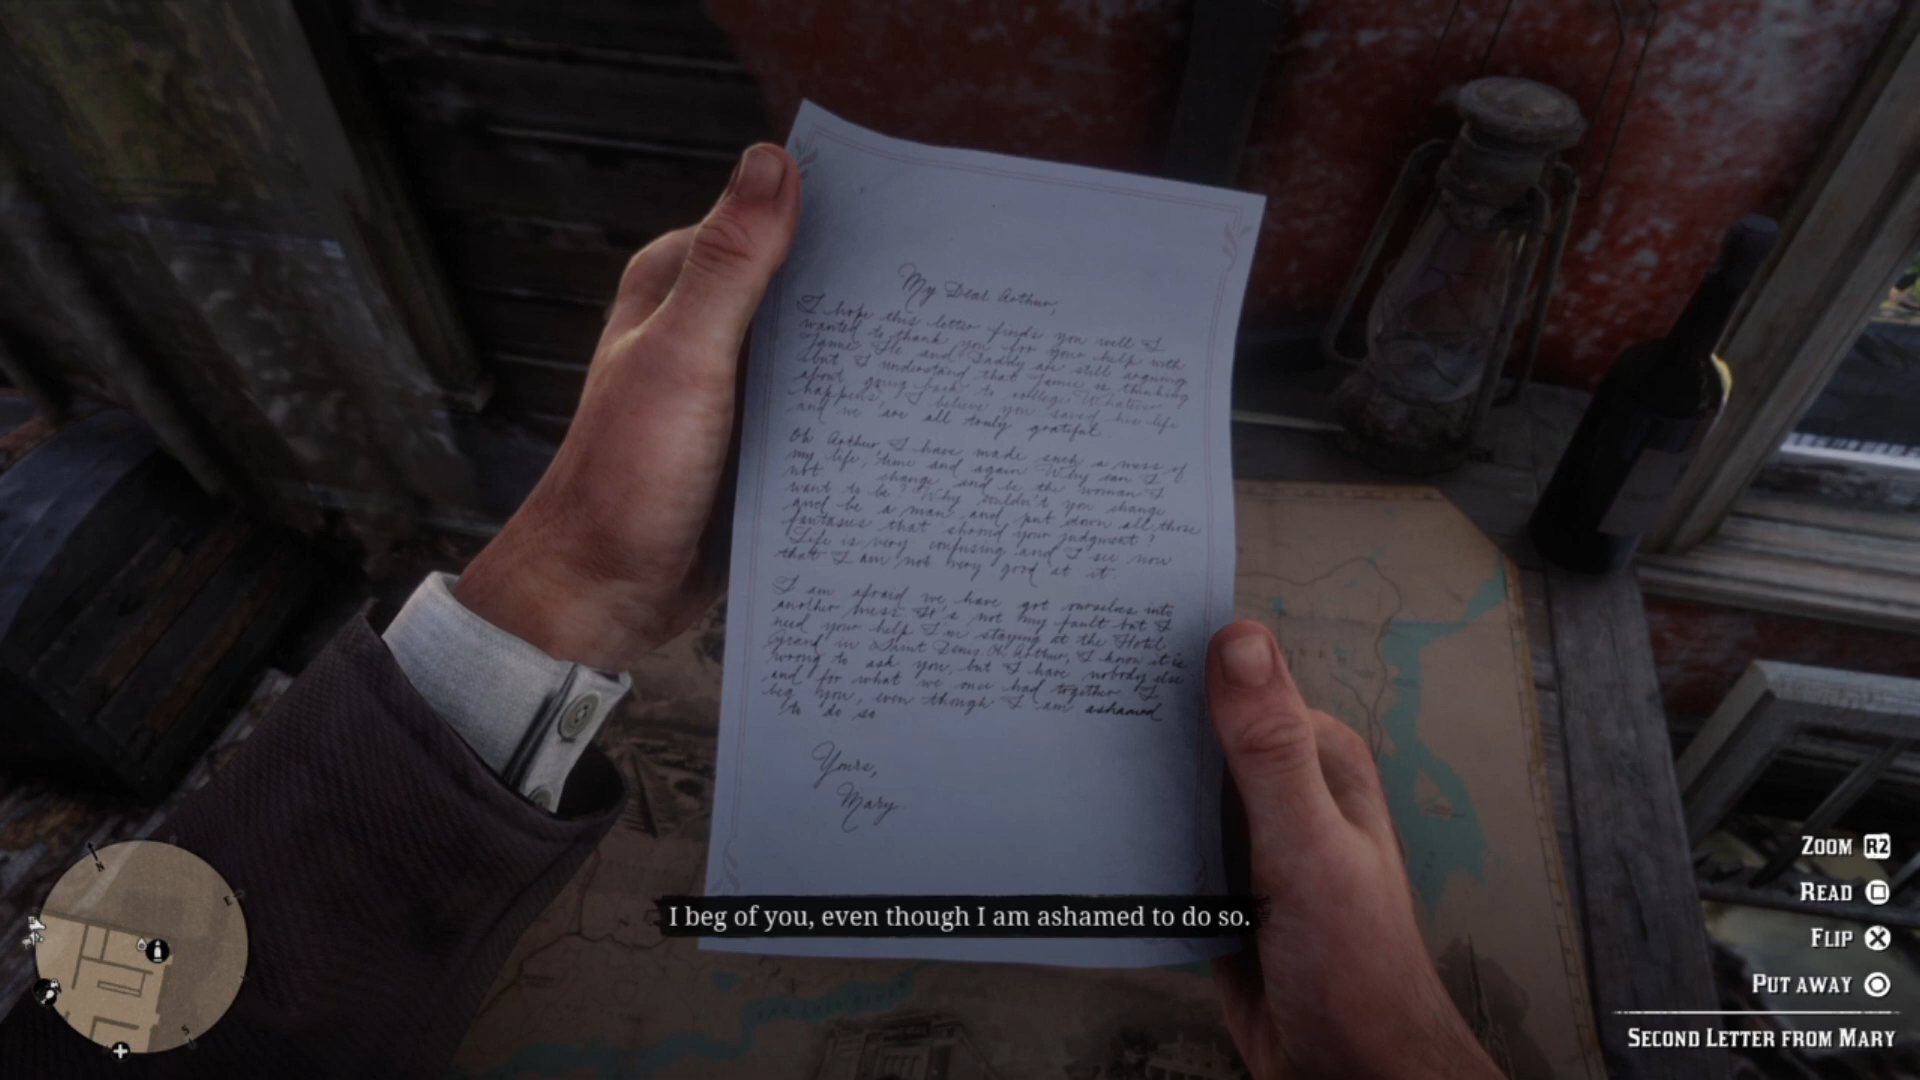 My Dear Arthur,
I hope this letter finds you well I
wanted to thank you for your help with
Jamie. He and Daddy are still arguing
but I understand that Jamie is thinking
about going back to college Whatever
happens, I believe you saved his life
and we are all truly grateful
Oh Arthur, I have made such a mess of
my life, time and again Why can I
not change and be the woman I
want to be? Why couldn't you change
and be a man and put down all those
fantasies that shroud your judgment?
Life is very confusing and I see now
that I am not very good at it.
I am afraid we have got ourselves into
another mess. It's not my fault but I
need your help I'm staying at the Hotel
Grand in Saint Denis. Oh Arthur, I know it is
wrong to ask you, but I have nobody else
and for what we once had together I
beg you, even though I am ashamed
to do so
Yours,
Mary
I beg of you, even though I am ashamed to do so.
N
E
S
ZOOM R2
READ
FLIP
PUT AWAY
SECOND LETTER FROM MARY